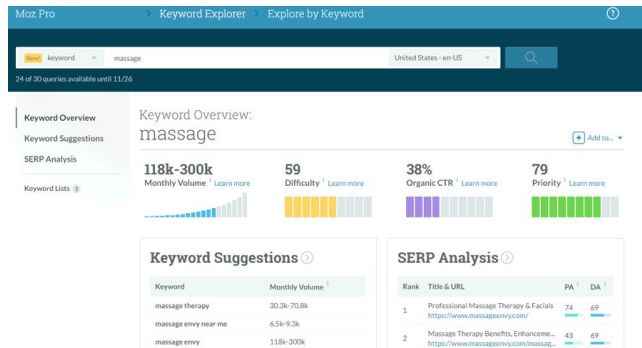 Moz Pro > Keyword Explorer > Explore by Keyword ?
New! keyword massage United States - en-US
24 of 30 queries available until 11/26
Keyword Overview
Keyword Suggestions
SERP Analysis
Keyword Lists 1
Keyword Overview:
massage
Add to...
118k-300k 59 38% 79
Monthly Volume i Learn more Difficulty i Learn more Organic CTR i Learn more Priority i Learn more
Keyword Suggestions
Keyword Monthly Volume i
massage therapy 30.3k-70.8k
massage envy near me 6.5k-9.3k
massage envy 118k-300k
SERP Analysis
Rank Title & URL PA i DA i
1 Professional Massage Therapy & Facials 74 69
https://www.massageenvy.com/
2 Massage Therapy Benefits, Enhanceme... 43 69
https://www.massageenvy.com/massag...